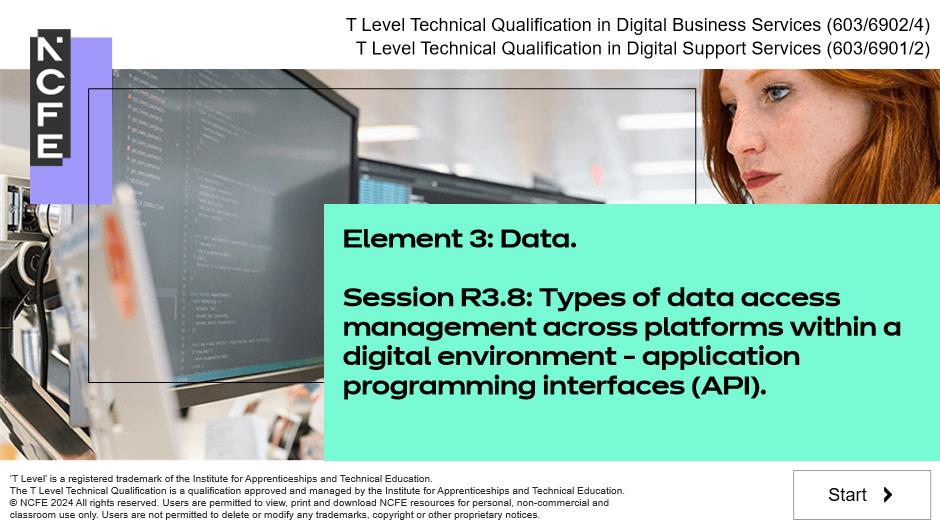 T Level Technical Qualification in Digital Business Services (603/6902/4)
T Level Technical Qualification in Digital Support Services (603/6901/2)
NCFE
Element 3: Data.
Session R3.8: Types of data access
management across platforms within a
digital environment - application
programming interfaces (API).
'T Level' is a registered trademark of the Institute for Apprenticeships and Technical Education.
The T Level Technical Qualification is a qualification approved and managed by the Institute for Apprenticeships and Technical Education.
© NCFE 2024 All rights reserved. Users are permitted to view, print and download NCFE resources for personal, non-commercial and
classroom use only. Users are not permitted to delete or modify any trademarks, copyright or other proprietary notices.
Start